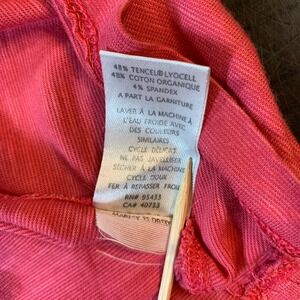 48% TENCEL® LYOCELL
48% COTON ORGANIQUE
4% SPANDEX
A PART LA GARNITURE
LAVER À LA MACHINE À
L'EAU FROIDE AVEC
DES COULEURS
SIMILAIRES
CYCLE DÉLICAT
NE PAS JAVELLISER
SÉCHER À LA MACHINE
CYCLE DOUX
FER À REPASSER FROID
RN# 95433
CA# 40733